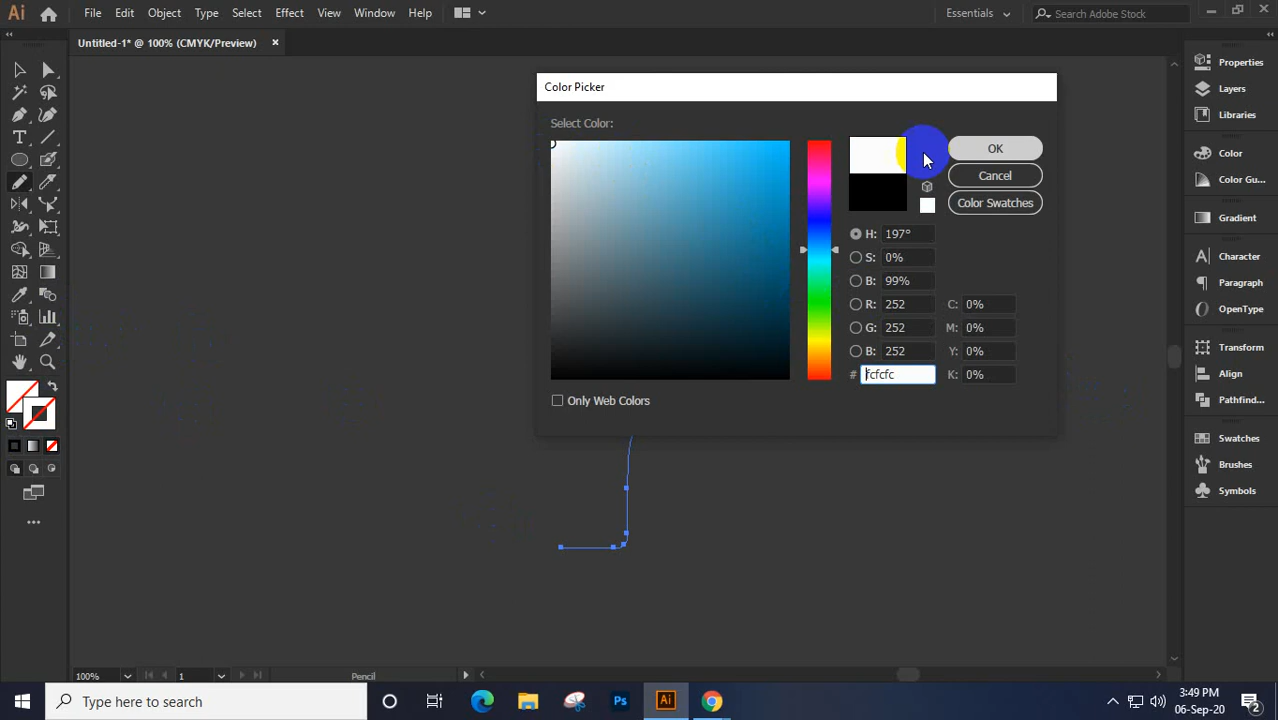 Ai File Edit Object Type Select Effect View Window Help Essentials Search Adobe Stock
Untitled-1* @ 100% (CMYK/Preview)
Color Picker
Select Color:
OK
Cancel
Color Swatches
H: 197°
S: 0%
B: 99%
R: 252 C: 0%
G: 252 M: 0%
B: 252 Y: 0%
# fcfcfc K: 0%
Only Web Colors
T
Properties
Layers
Libraries
Color
Color Gu...
Gradient
Character
Paragraph
OpenType
Transform
Align
Pathfind...
Swatches
Brushes
Symbols
100% 1 Pencil
Type here to search
Ps
Ai
3:49 PM
06-Sep-20
2